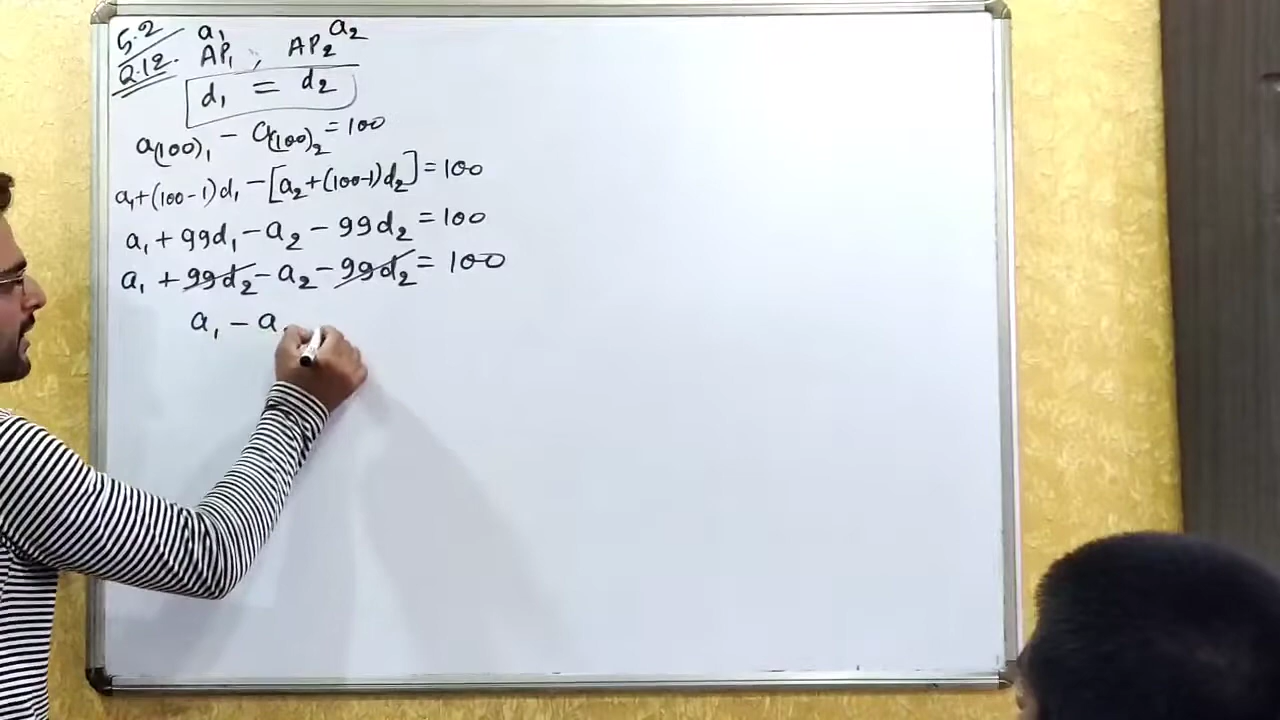 5.2 a₁ a₂
Q.12. AP₁, AP₂
d₁ = d₂
a(100)₁ - a(100)₂ = 100
a₁+(100-1)d₁ -[a₂+(100-1)d₂] = 100
a₁ + 99d₁ - a₂ - 99d₂ = 100
a₁ + 99d₂ - a₂ - 99d₂ = 100
a₁ - a